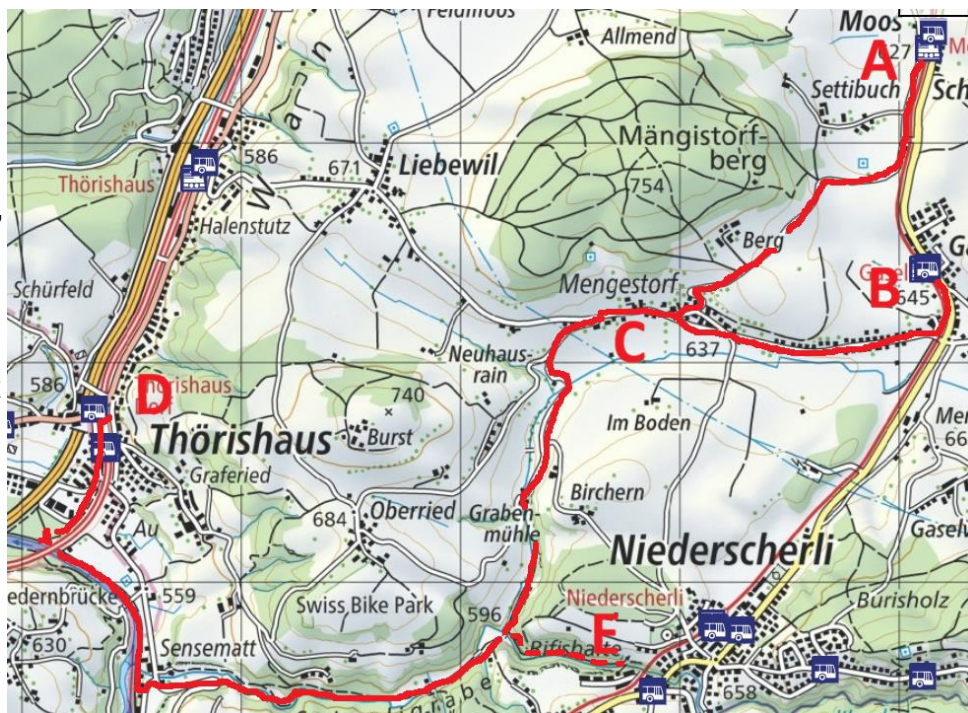 Feldmoos
Moos
Allmend
A
27
Settibuch
Sch
Mängistorf-
berg
754
586
671
Liebewil
Thörishaus
Halenstutz
Berg
Schürfeld
Mengestorf
B
645
C
637
Neuhaus-
rain
586
Thörishaus
D
740
Burst
Im Boden
Thörishaus
Graferied
Birchern
684
Oberried
Graben-
mühle
Au
Niederscherli
559
596
Niederscherli
Swiss Bike Park
Burisholz
630
Sensematt
E
658